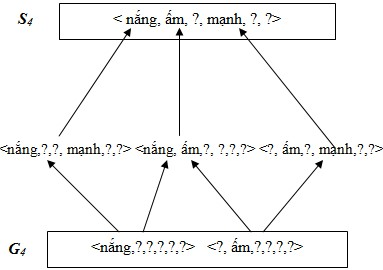 S₄ < nắng, ấm, ?, mạnh, ?, ?>
<nắng,?,?, mạnh,?,?> <nắng, ấm,?, ?,?,?> <?, ấm,?, mạnh,?,?>
G₄ <nắng,?,?,?,?,?> <?, ấm,?,?,?,?>